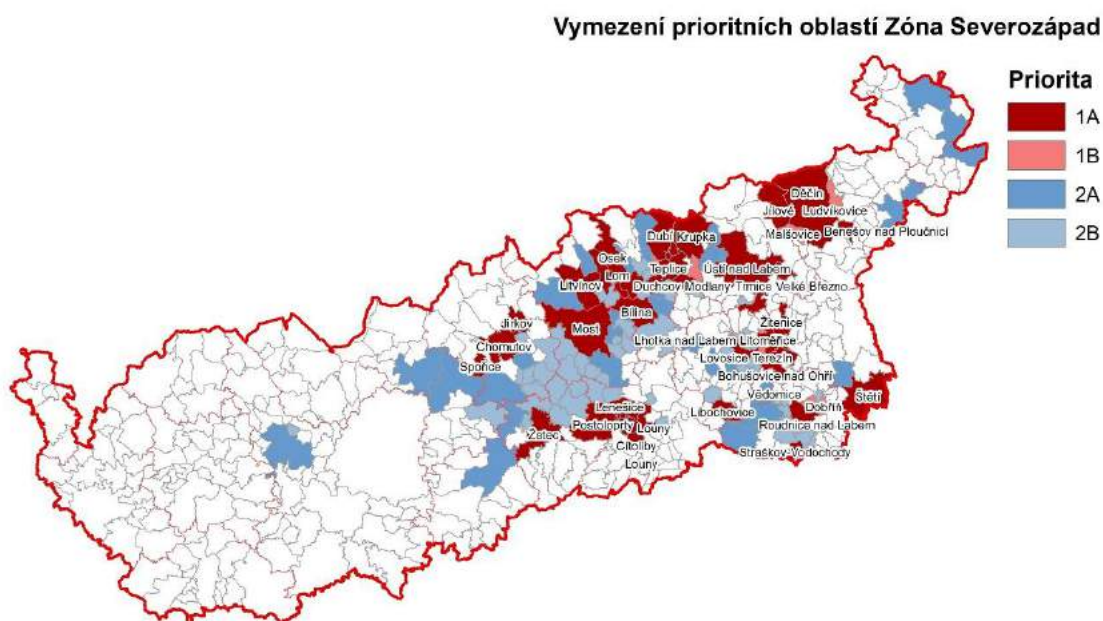 Vymezení prioritních oblastí Zóna Severozápad
Priorita
1A
1B
2A
2B
Děčín
Jílové Ludvíkovice
Malšovice Benešov nad Ploučnicí
Dubí Krupka
Osek
Teplice Ústí nad Labem
Lom
Litvínov Duchcov Modlany Trmice Velké Březno
Bílina
Jirkov Most Žitenice
Chomutov Lhotka nad Labem Litoměřice
Spořice Lovosice Terezín
Bohušovice nad Ohří
Vědomice Štětí
Lenešice Libochovice Dobříň
Žatec Postoloprty Louny Roudnice nad Labem
Cítoliby Straškov-Vodochody
Louny